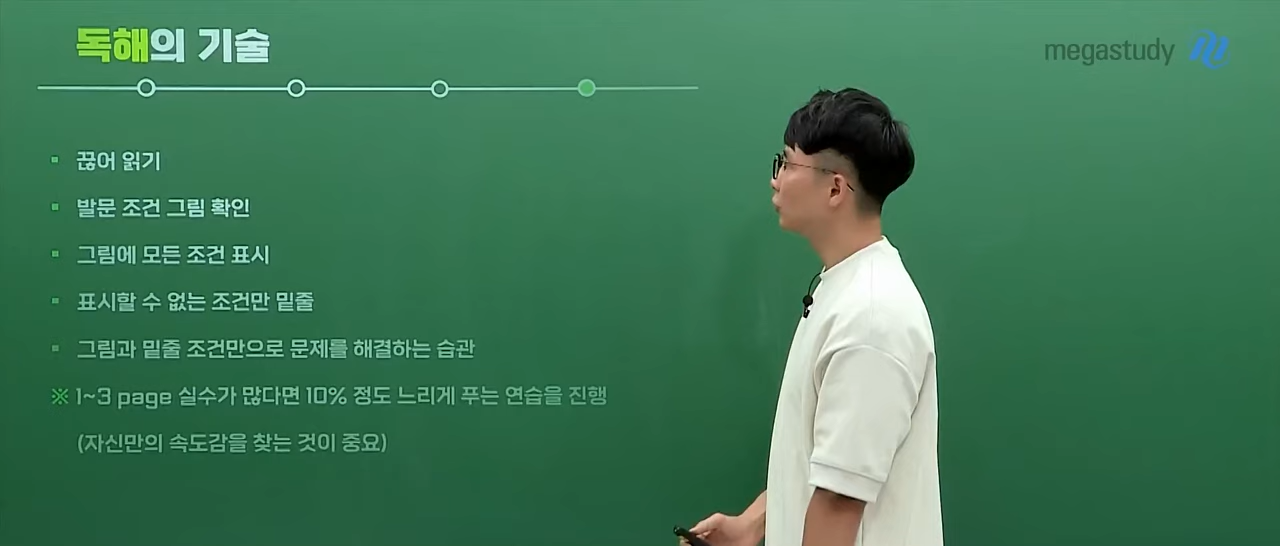 독해의 기술
megastudy
끊어 읽기
발문 조건 그림 확인
그림에 모든 조건 표시
표시할 수 없는 조건만 밑줄
그림과 밑줄 조건만으로 문제를 해결하는 습관
※ 1~3 page 실수가 많다면 10% 정도 느리게 푸는 연습을 진행
(자신만의 속도감을 찾는 것이 중요)